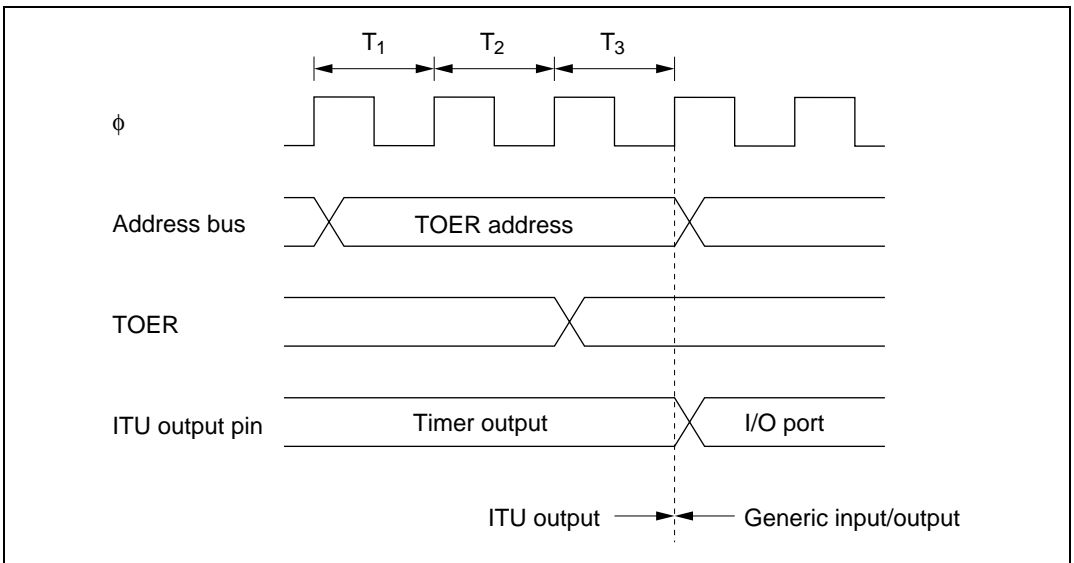 T1 T2 T3
ϕ
Address bus TOER address
TOER
ITU output pin Timer output I/O port
ITU output Generic input/output